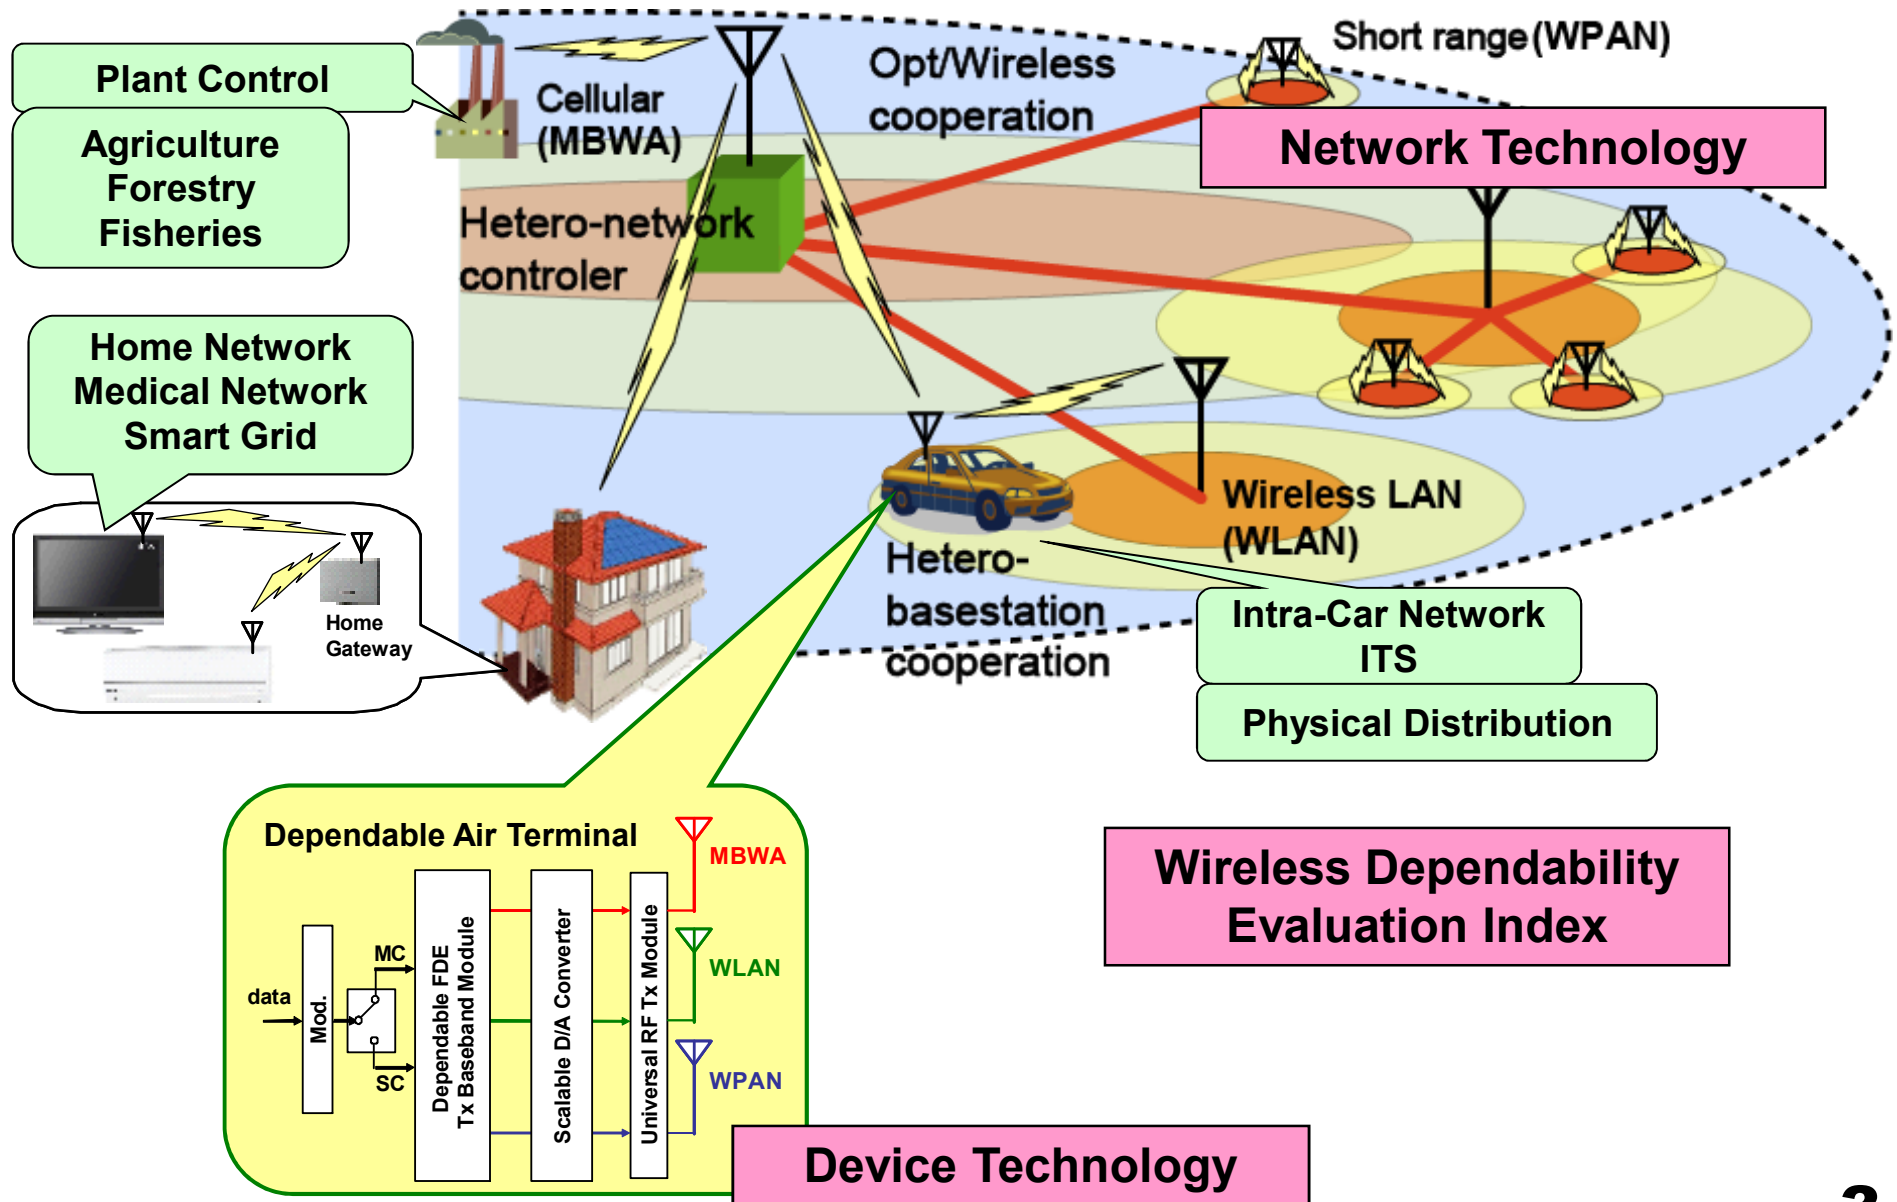 Short range (WPAN)
Plant Control
Opt/Wireless
cooperation
Cellular
(MBWA)
Agriculture
Forestry
Fisheries
Network Technology
Hetero-network
controler
Home Network
Medical Network
Smart Grid
Wireless LAN
(WLAN)
Hetero-
basestation
cooperation
Home
Gateway
Intra-Car Network
ITS
Physical Distribution
Dependable Air Terminal
MBWA
WLAN
WPAN
data
Mod.
MC
SC
Dependable FDE
Tx Baseband Module
Scalable D/A Converter
Universal RF Tx Module
Wireless Dependability
Evaluation Index
Device Technology